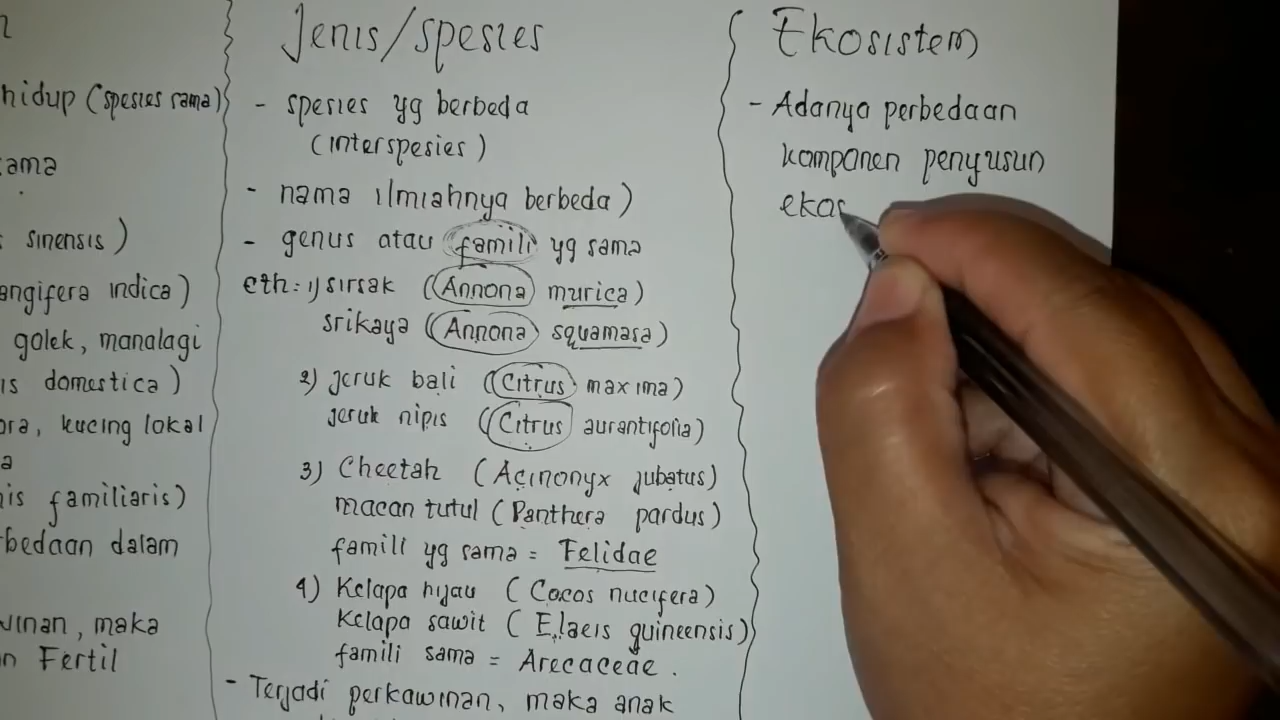 hidup (spesies sama)
sama
sinensis)
angifera indica)
golek, manalagi
is domestica)
ora, kucing lokal
a
nis familiaris)
bedaan dalam
winan, maka
n Fertil
Jenis/spesies
- spesies yg berbeda
(interspesies)
- nama ilmiahnya berbeda)
- genus atau famili yg sama
cth: 1) sirsak (Annona murica)
srikaya (Annona squamasa)
2) jeruk bali (Citrus maxima)
jeruk nipis (Citrus aurantifolia)
3) Cheetah (Acinonyx jubatus)
macan tutul (Panthera pardus)
famili yg sama = Felidae
4) Kelapa hijau (Cocos nucifera)
Kelapa sawit (Elaeis guineensis)
famili sama = Arecaceae.
- Terjadi perkawinan, maka anak
Ekosistem
- Adanya perbedaan
komponen penyusun
ekos